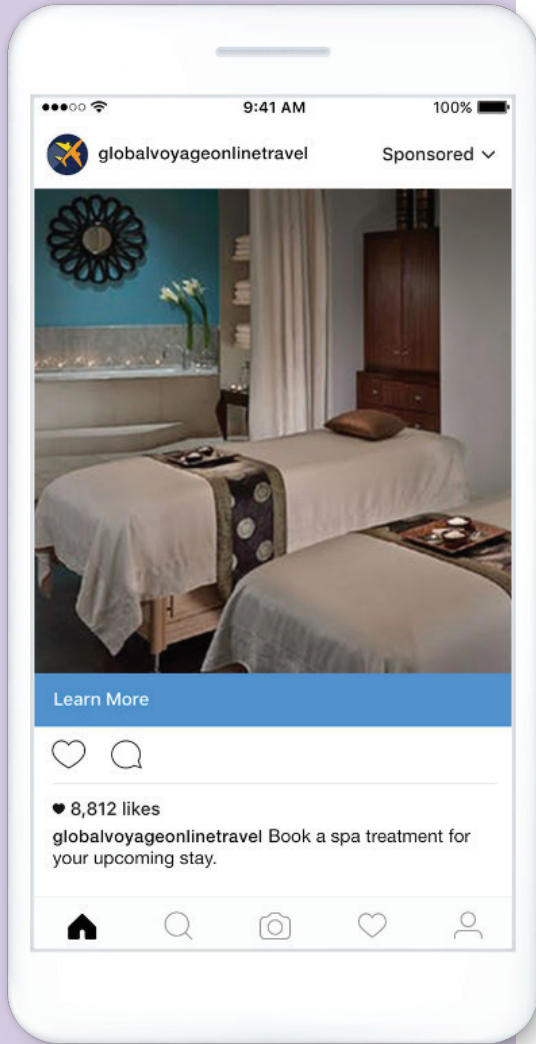 9:41 AM
100%
globalvoyageonlinetravel
Sponsored
Learn More
8,812 likes
globalvoyageonlinetravel Book a spa treatment for
your upcoming stay.